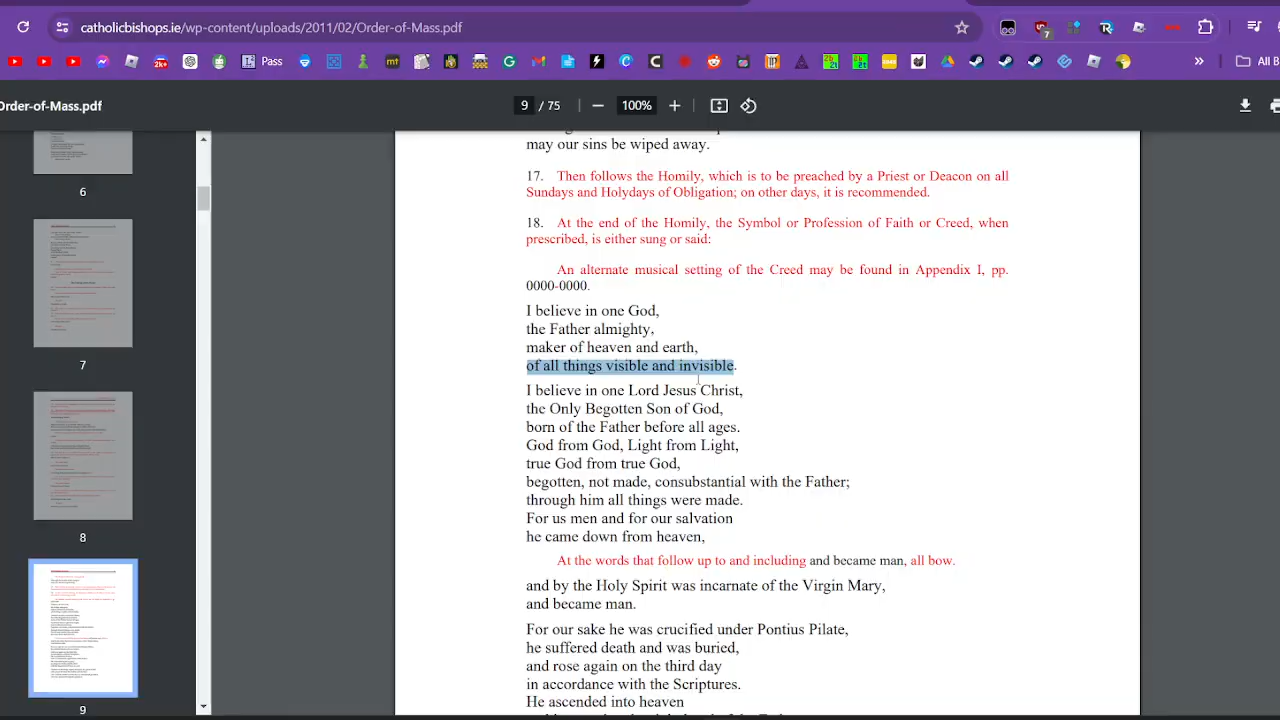 catholicbishops.ie/wp-content/uploads/2011/02/Order-of-Mass.pdf
7
2K+
Pass
mt
G
C
»
All B
Order-of-Mass.pdf
9 / 75
100%
6
7
8
9
may our sins be wiped away.
17. Then follows the Homily, which is to be preached by a Priest or Deacon on all
Sundays and Holydays of Obligation; on other days, it is recommended.
18. At the end of the Homily, the Symbol or Profession of Faith or Creed, when
prescribed, is either sung or said:
An alternate musical setting of the Creed may be found in Appendix I, pp.
0000-0000.
I believe in one God,
the Father almighty,
maker of heaven and earth,
of all things visible and invisible.
I believe in one Lord Jesus Christ,
the Only Begotten Son of God,
born of the Father before all ages.
God from God, Light from Light,
true God from true God,
begotten, not made, consubstantial with the Father;
through him all things were made.
For us men and for our salvation
he came down from heaven,
At the words that follow up to and including and became man, all bow.
and by the Holy Spirit was incarnate of the Virgin Mary,
and became man.
For our sake he was crucified under Pontius Pilate,
he suffered death and was buried,
and rose again on the third day
in accordance with the Scriptures.
He ascended into heaven